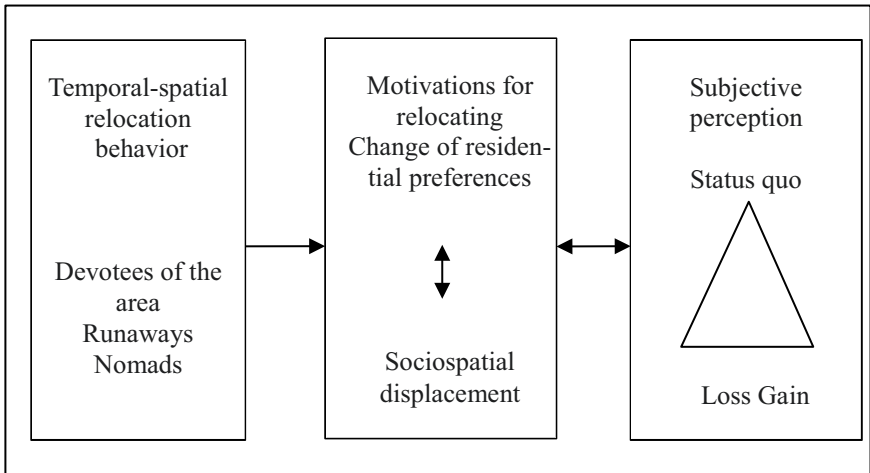 Temporal-spatial
relocation
behavior
Devotees of the
area
Runaways
Nomads
Motivations for
relocating
Change of residen-
tial preferences
Sociospatial
displacement
Subjective
perception
Status quo
Loss Gain